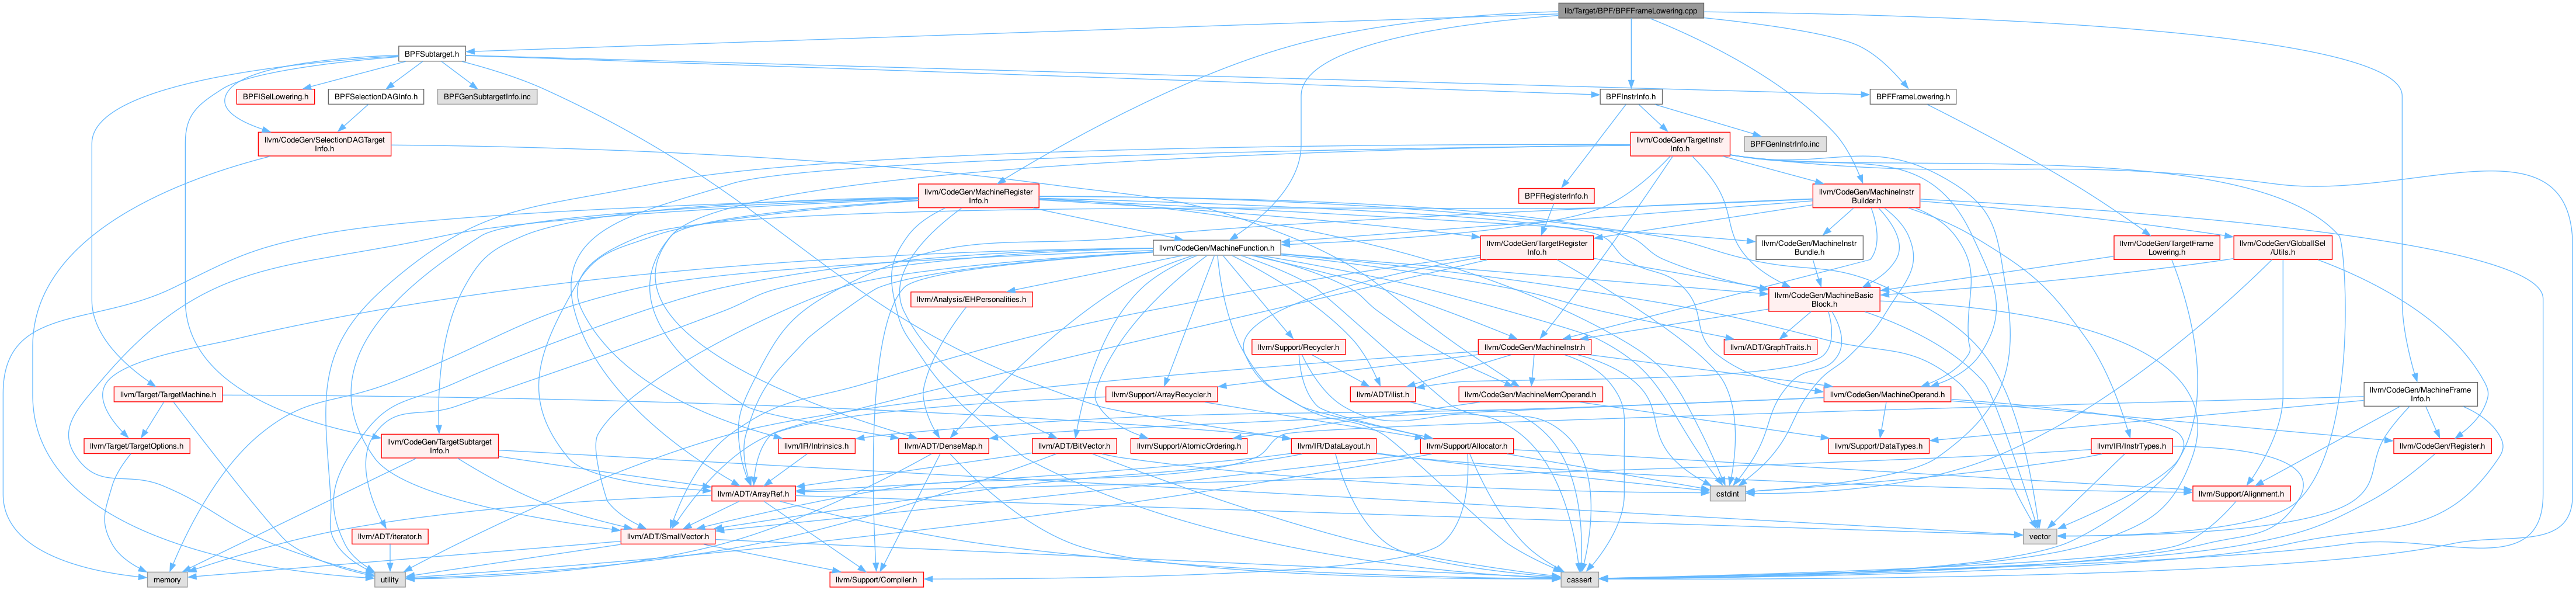 lib/Target/BPF/BPFFrameLowering.cpp
BPFSubtarget.h
BPFISelLowering.h
BPFSelectionDAGInfo.h
BPFGenSubtargetInfo.inc
BPFInstrInfo.h
BPFFrameLowering.h
llvm/CodeGen/SelectionDAGTarget
Info.h
llvm/CodeGen/TargetInstr
Info.h
BPFGenInstrInfo.inc
llvm/CodeGen/MachineRegister
Info.h
BPFRegisterInfo.h
llvm/CodeGen/MachineInstr
Builder.h
llvm/CodeGen/MachineFunction.h
llvm/CodeGen/TargetRegister
Info.h
llvm/CodeGen/MachineInstr
Bundle.h
llvm/CodeGen/TargetFrame
Lowering.h
llvm/CodeGen/GlobalISel
/Utils.h
llvm/Analysis/EHPersonalities.h
llvm/CodeGen/MachineBasic
Block.h
llvm/Support/Recycler.h
llvm/CodeGen/MachineInstr.h
llvm/ADT/GraphTraits.h
llvm/Target/TargetMachine.h
llvm/Support/ArrayRecycler.h
llvm/ADT/ilist.h
llvm/CodeGen/MachineMemOperand.h
llvm/CodeGen/MachineOperand.h
llvm/CodeGen/MachineFrame
Info.h
llvm/Target/TargetOptions.h
llvm/CodeGen/TargetSubtarget
Info.h
llvm/IR/Intrinsics.h
llvm/ADT/DenseMap.h
llvm/ADT/BitVector.h
llvm/Support/AtomicOrdering.h
llvm/IR/DataLayout.h
llvm/Support/Allocator.h
llvm/Support/DataTypes.h
llvm/IR/InstrTypes.h
llvm/CodeGen/Register.h
llvm/ADT/ArrayRef.h
cstdint
llvm/Support/Alignment.h
llvm/ADT/iterator.h
llvm/ADT/SmallVector.h
vector
memory
utility
llvm/Support/Compiler.h
cassert